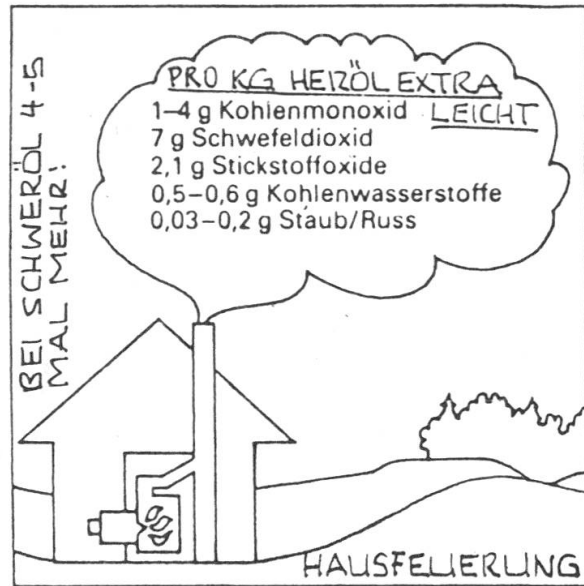 PRO KG HEIZÖL EXTRA
1–4 g Kohlenmonoxid LEICHT
7 g Schwefeldioxid
2,1 g Stickstoffoxide
0,5–0,6 g Kohlenwasserstoffe
0,03–0,2 g Staub/Russ
BEI SCHWERÖL 4-5
MAL MEHR!
HAUSFEUERUNG